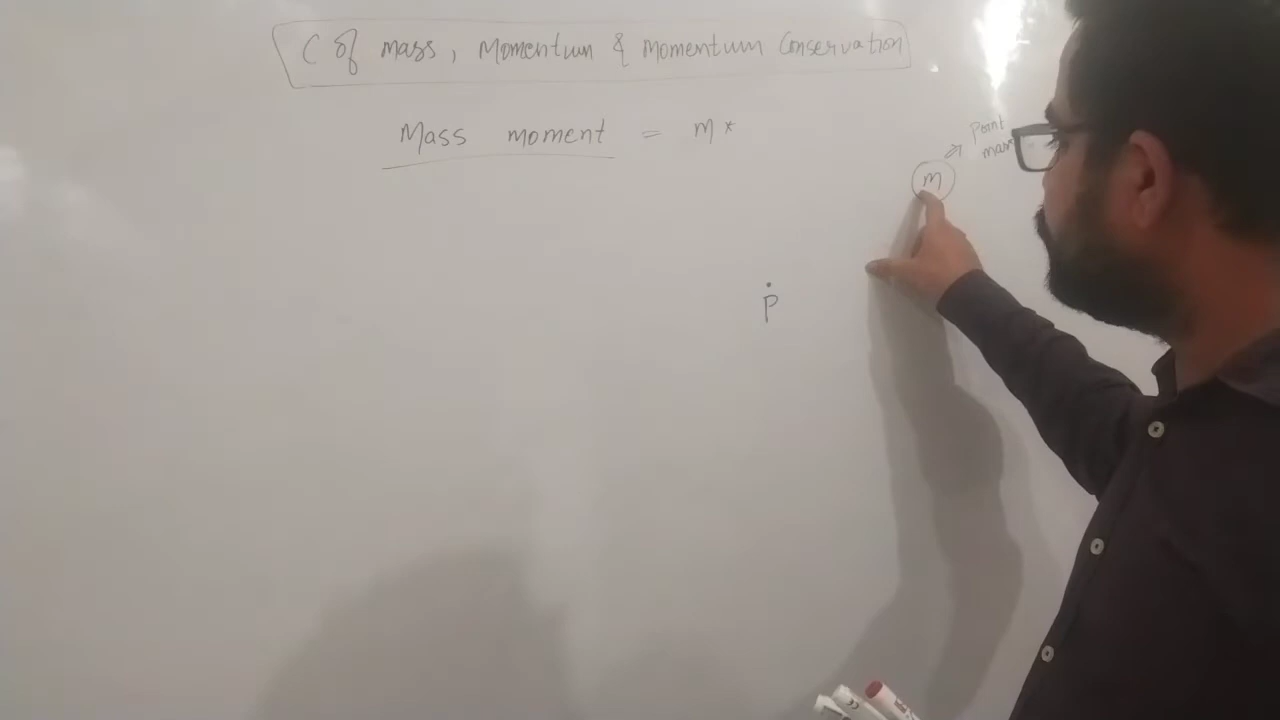 C of mass, Momentum & Momentum Conservation
Mass moment = m *
Point
mass
m
P